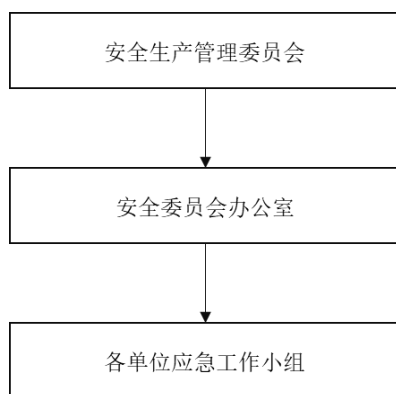 安全生产管理委员会
安全委员会办公室
各单位应急工作小组